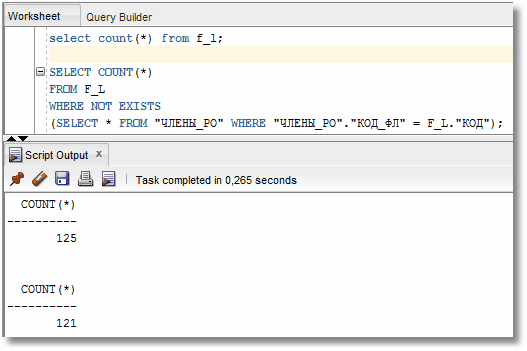 Worksheet Query Builder
select count(*) from f_l;
SELECT COUNT(*)
FROM F_L
WHERE NOT EXISTS
(SELECT * FROM "ЧЛЕНЫ_РО" WHERE "ЧЛЕНЫ_РО"."КОД_ФЛ" = F_L."КОД");
Script Output x
Task completed in 0,265 seconds
COUNT(*)
----------
125
COUNT(*)
----------
121